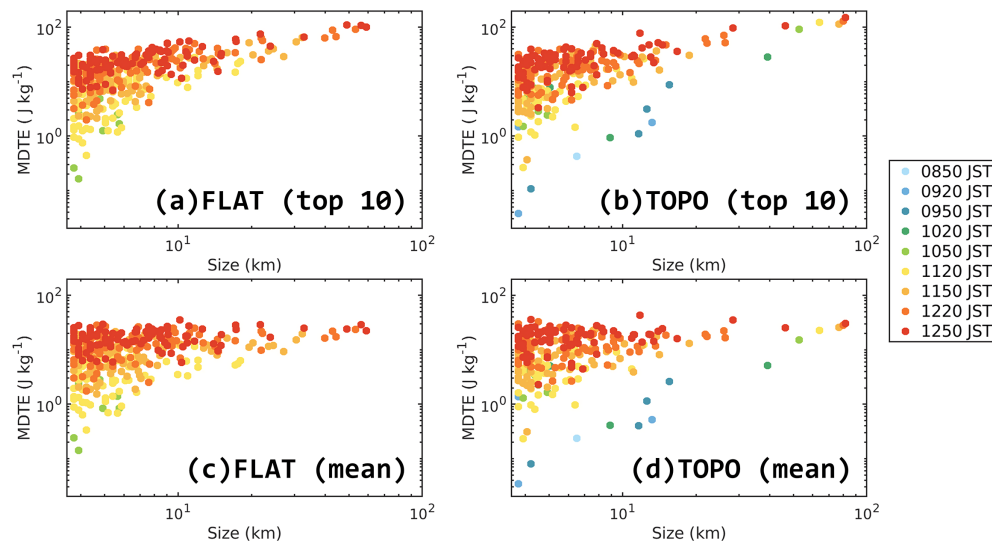 10²
10⁰
MDTE ( J kg⁻¹)
(a)FLAT (top 10)
10¹
10²
Size (km)
10²
10⁰
MDTE ( J kg⁻¹)
(b)TOPO (top 10)
10¹
10²
Size (km)
10²
10⁰
MDTE (J kg⁻¹)
(c)FLAT (mean)
10¹
10²
Size (km)
10²
10⁰
MDTE (J kg⁻¹)
(d)TOPO (mean)
10¹
10²
Size (km)
0850 JST
0920 JST
0950 JST
1020 JST
1050 JST
1120 JST
1150 JST
1220 JST
1250 JST